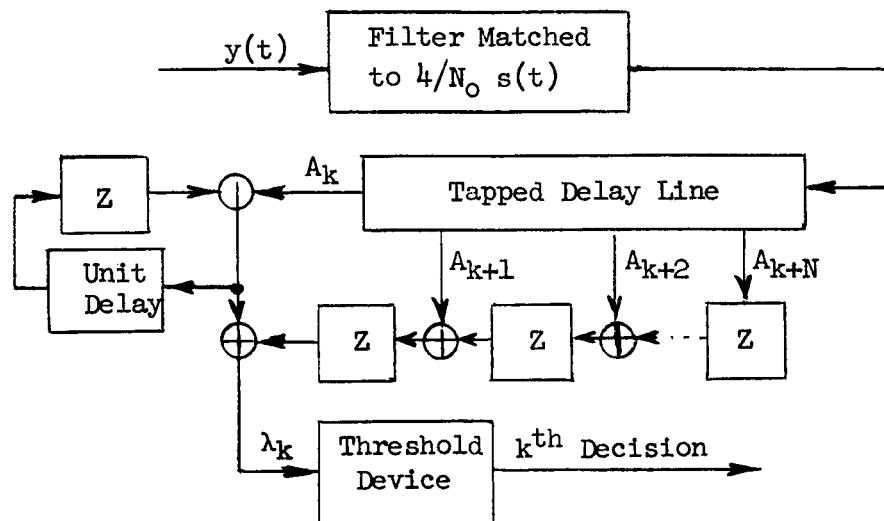 y(t)
Filter Matched
to 4/N₀ s(t)
Z
A_k
Tapped Delay Line
Unit
Delay
A_{k+1}
A_{k+2}
A_{k+N}
Z
Z
Z
λ_k
Threshold
Device
k^{th} Decision